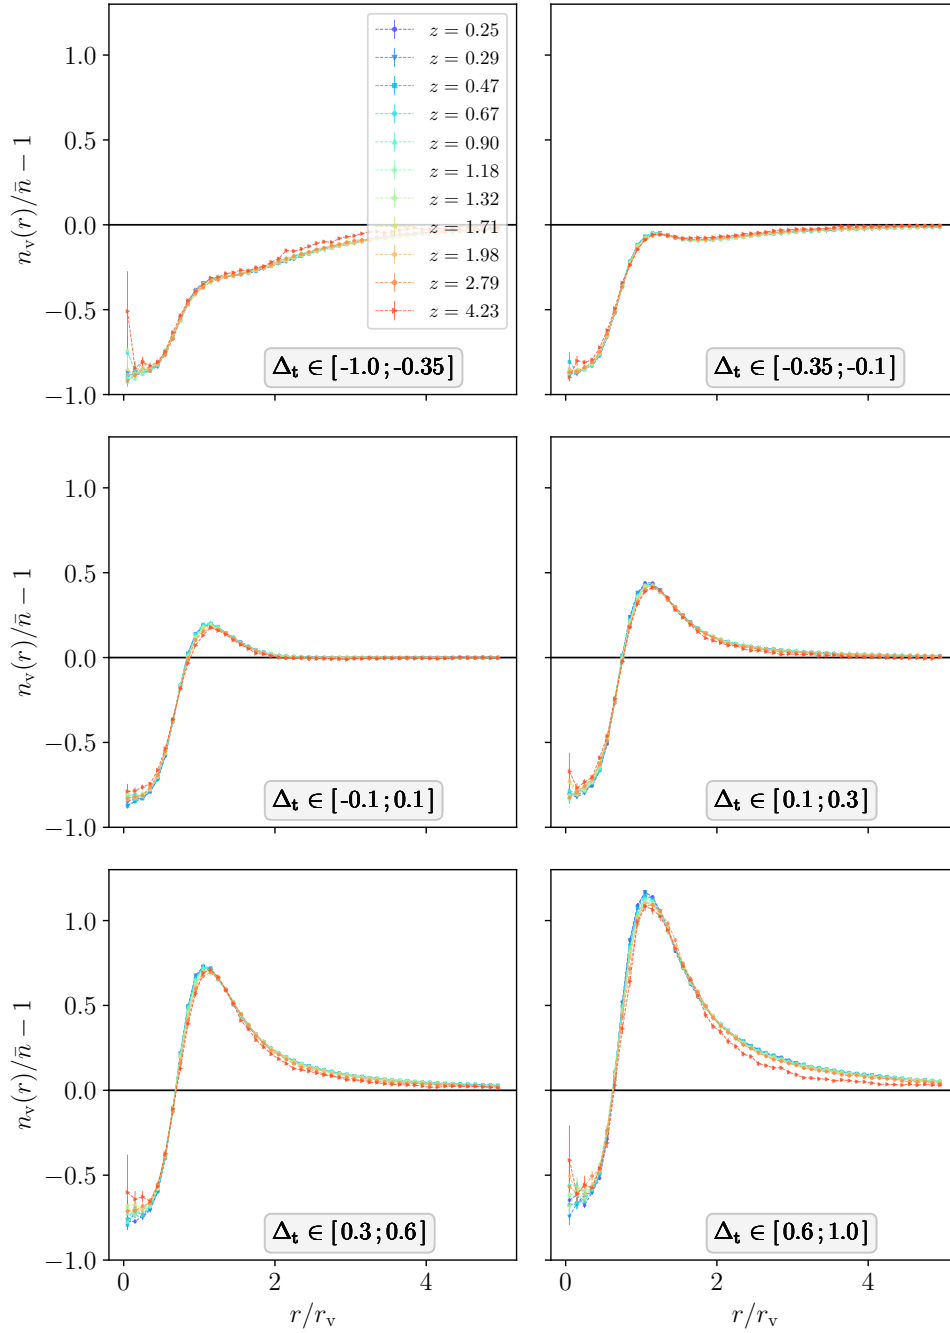 1.0
0.5
0.0
−0.5
−1.0
n_v(r)/n̄ − 1
z = 0.25
z = 0.29
z = 0.47
z = 0.67
z = 0.90
z = 1.18
z = 1.32
z = 1.71
z = 1.98
z = 2.79
z = 4.23
Δ_t ∈ [-1.0 ; -0.35]
Δ_t ∈ [-0.35 ; -0.1]
1.0
0.5
0.0
−0.5
−1.0
n_v(r)/n̄ − 1
Δ_t ∈ [-0.1 ; 0.1]
Δ_t ∈ [0.1 ; 0.3]
1.0
0.5
0.0
−0.5
−1.0
n_v(r)/n̄ − 1
Δ_t ∈ [0.3 ; 0.6]
Δ_t ∈ [0.6 ; 1.0]
0 2 4
0 2 4
r/r_v
r/r_v